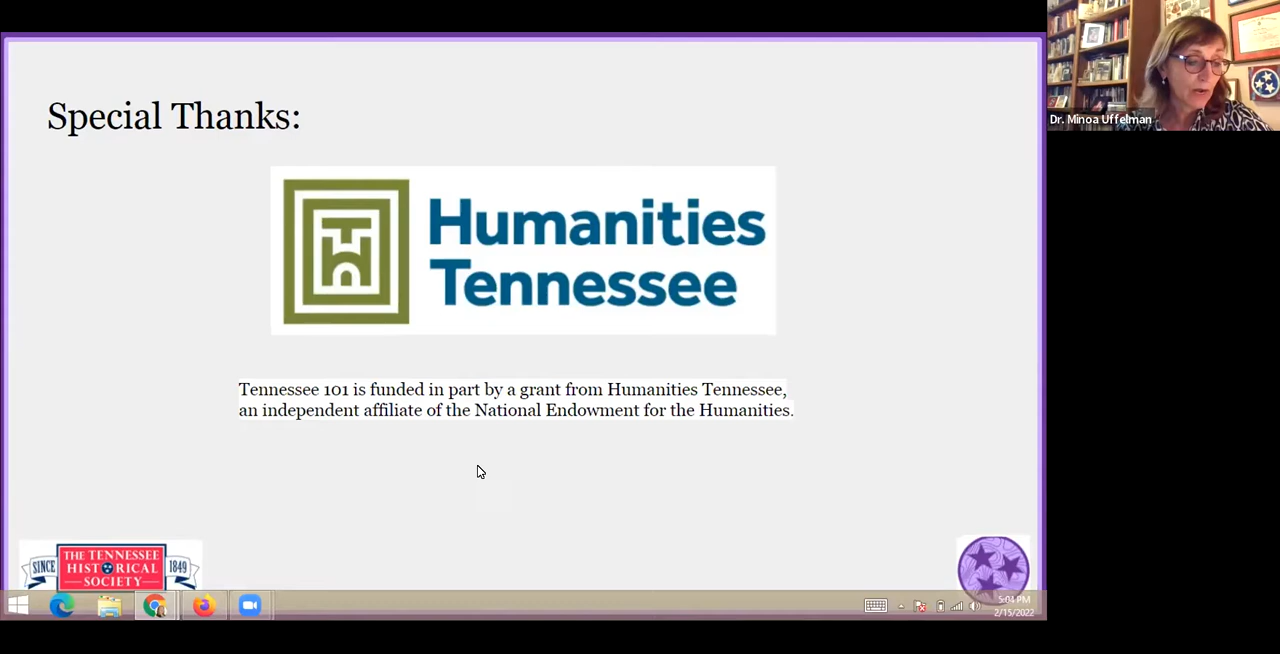 Special Thanks:
Humanities
Tennessee
Tennessee 101 is funded in part by a grant from Humanities Tennessee,
an independent affiliate of the National Endowment for the Humanities.
Dr. Minoa Uffelman
THE TENNESSEE
SINCE HISTORICAL 1849
SOCIETY
5:04 PM
2/15/2022